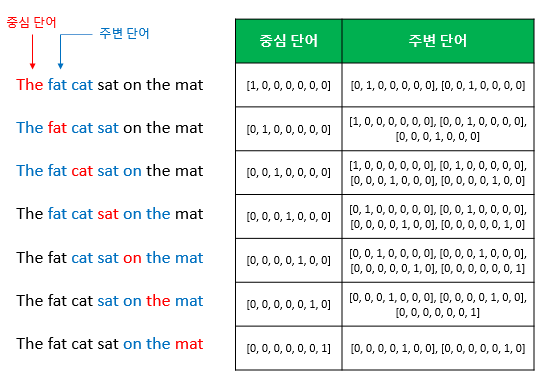 중심 단어
주변 단어
The fat cat sat on the mat
The fat cat sat on the mat
The fat cat sat on the mat
The fat cat sat on the mat
The fat cat sat on the mat
The fat cat sat on the mat
The fat cat sat on the mat
중심 단어 주변 단어
[1, 0, 0, 0, 0, 0, 0] [0, 1, 0, 0, 0, 0, 0], [0, 0, 1, 0, 0, 0, 0]
[0, 1, 0, 0, 0, 0, 0] [1, 0, 0, 0, 0, 0, 0], [0, 0, 1, 0, 0, 0, 0],
[0, 0, 0, 1, 0, 0, 0]
[0, 0, 1, 0, 0, 0, 0] [1, 0, 0, 0, 0, 0, 0], [0, 1, 0, 0, 0, 0, 0],
[0, 0, 0, 1, 0, 0, 0], [0, 0, 0, 0, 1, 0, 0]
[0, 0, 0, 1, 0, 0, 0] [0, 1, 0, 0, 0, 0, 0], [0, 0, 1, 0, 0, 0, 0],
[0, 0, 0, 0, 1, 0, 0], [0, 0, 0, 0, 0, 1, 0]
[0, 0, 0, 0, 1, 0, 0] [0, 0, 1, 0, 0, 0, 0], [0, 0, 0, 1, 0, 0, 0],
[0, 0, 0, 0, 0, 1, 0], [0, 0, 0, 0, 0, 0, 1]
[0, 0, 0, 0, 0, 1, 0] [0, 0, 0, 1, 0, 0, 0], [0, 0, 0, 0, 1, 0, 0],
[0, 0, 0, 0, 0, 0, 1]
[0, 0, 0, 0, 0, 0, 1] [0, 0, 0, 0, 1, 0, 0], [0, 0, 0, 0, 0, 1, 0]